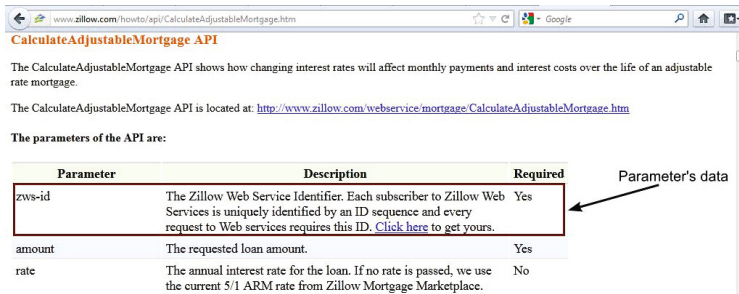 www.zillow.com/howto/api/CalculateAdjustableMortgage.htm
Google
CalculateAdjustableMortgage API
The CalculateAdjustableMortgage API shows how changing interest rates will affect monthly payments and interest costs over the life of an adjustable
rate mortgage.
The CalculateAdjustableMortgage API is located at: http://www.zillow.com/webservice/mortgage/CalculateAdjustableMortgage.htm
The parameters of the API are:
Parameter Description Required
zws-id The Zillow Web Service Identifier. Each subscriber to Zillow Web Yes
Services is uniquely identified by an ID sequence and every
request to Web services requires this ID. Click here to get yours.
Parameter's data
amount The requested loan amount. Yes
rate The annual interest rate for the loan. If no rate is passed, we use No
the current 5/1 ARM rate from Zillow Mortgage Marketplace.